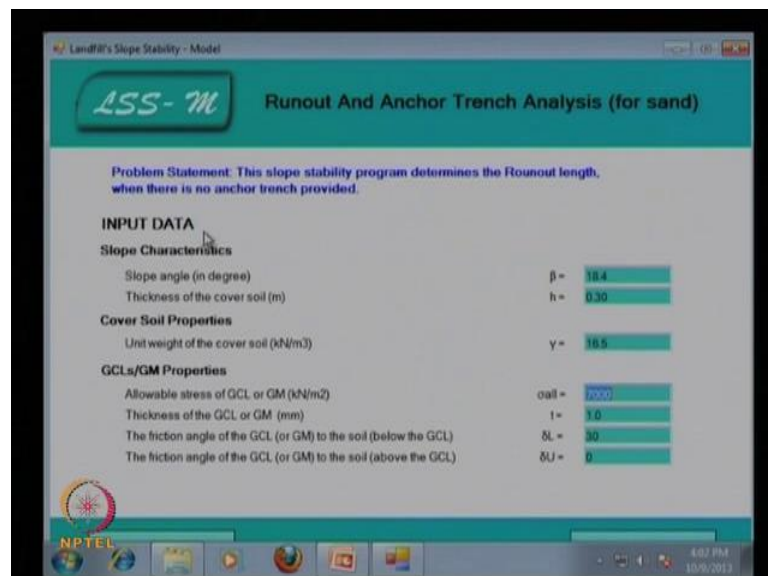 Landfill's Slope Stability - Model
LSS-M
Runout And Anchor Trench Analysis (for sand)
Problem Statement: This slope stability program determines the Rounout length,
when there is no anchor trench provided.
INPUT DATA
Slope Characteristics
Slope angle (in degree) β = 18.4
Thickness of the cover soil (m) h = 0.30
Cover Soil Properties
Unit weight of the cover soil (kN/m3) γ = 16.5
GCLs/GM Properties
Allowable stress of GCL or GM (kN/m2) σall = 7000
Thickness of the GCL or GM (mm) t = 1.0
The friction angle of the GCL (or GM) to the soil (below the GCL) δL = 30
The friction angle of the GCL (or GM) to the soil (above the GCL) δU = 0
NPTEL
4:02 PM
10/9/2013